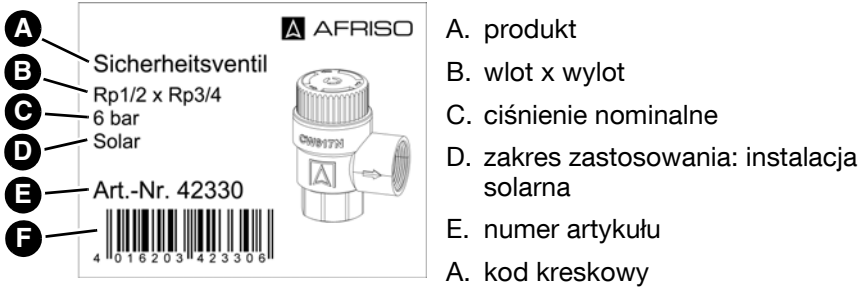 A
B
C
D
E
F
AFRISO
Sicherheitsventil
Rp1/2 x Rp3/4
6 bar
Solar
CW617N
Art.-Nr. 42330
4 016203 423306
A. produkt
B. wlot x wylot
C. ciśnienie nominalne
D. zakres zastosowania: instalacja
solarna
E. numer artykułu
A. kod kreskowy